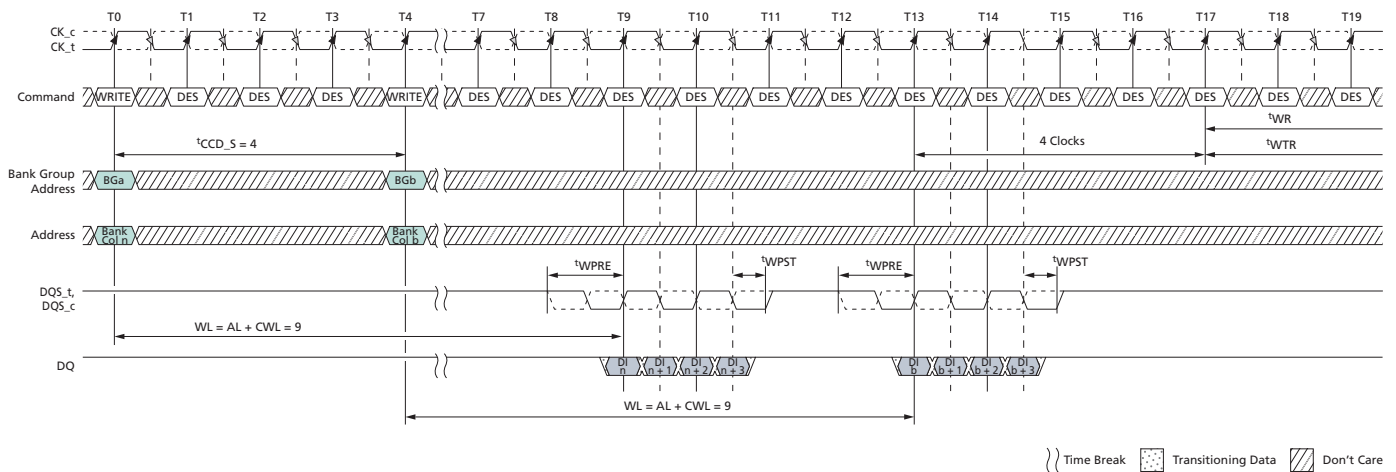 T0 T1 T2 T3 T4 T7 T8 T9 T10 T11 T12 T13 T14 T15 T16 T17 T18 T19
CK_c
CK_t
Command WRITE DES DES DES WRITE DES DES DES DES DES DES DES DES DES DES DES DES DES
tWR
tCCD_S = 4 4 Clocks tWTR
Bank Group
Address BGa BGb
Address Bank
Col n Bank
Col b
tWPRE tWPST tWPRE tWPST
DQS_t,
DQS_c
WL = AL + CWL = 9
DQ DI
n DI
n + 1 DI
n + 2 DI
n + 3 DI
b DI
b + 1 DI
b + 2 DI
b + 3
WL = AL + CWL = 9
Time Break Transitioning Data Don't Care